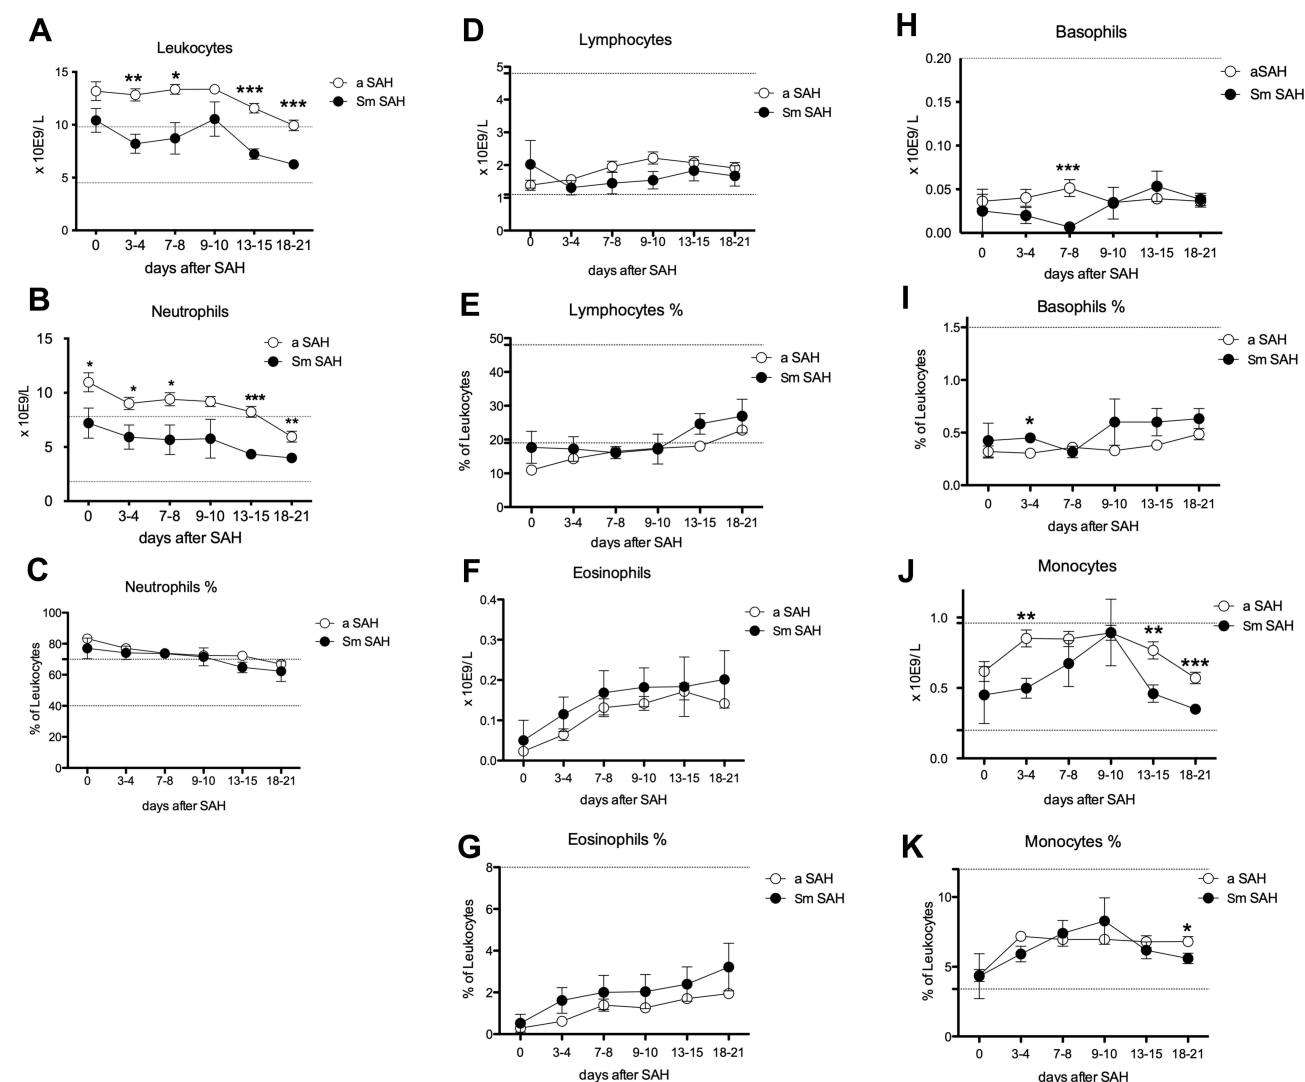 A
Leukocytes
15
10
5
0
x 10E9/ L
** * *** ***
a SAH
Sm SAH
0 3-4 7-8 9-10 13-15 18-21
days after SAH
B
Neutrophils
15
10
5
0
x 10E9/L
* * * *** **
a SAH
Sm SAH
0 3-4 7-8 9-10 13-15 18-21
days after SAH
C
Neutrophils %
100
80
60
40
20
0
% of Leukocytes
a SAH
Sm SAH
0 3-4 7-8 9-10 13-15 18-21
days after SAH
D
Lymphocytes
5
4
3
2
1
0
x 10E9/ L
a SAH
Sm SAH
0 3-4 7-8 9-10 13-15 18-21
days after SAH
E
Lymphocytes %
50
40
30
20
10
0
% of Leukocytes
a SAH
Sm SAH
0 3-4 7-8 9-10 13-15 18-21
days after SAH
F
Eosinophils
0.4
0.3
0.2
0.1
0.0
x 10E9/ L
a SAH
Sm SAH
0 3-4 7-8 9-10 13-15 18-21
days after SAH
G
Eosinophils %
8
6
4
2
0
% of Leukocytes
a SAH
Sm SAH
0 3-4 7-8 9-10 13-15 18-21
days after SAH
H
Basophils
0.20
0.15
0.10
0.05
0.00
x 10E9/ L
***
aSAH
Sm SAH
0 3-4 7-8 9-10 13-15 18-21
days after SAH
I
Basophils %
1.5
1.0
0.5
0.0
% of Leukocytes
*
a SAH
Sm SAH
0 3-4 7-8 9-10 13-15 18-21
days after SAH
J
Monocytes
1.0
0.5
0.0
x 10E9/ L
** ** ***
a SAH
Sm SAH
0 3-4 7-8 9-10 13-15 18-21
days after SAH
K
Monocytes %
10
5
0
% of Leukocytes
*
a SAH
Sm SAH
0 3-4 7-8 9-10 13-15 18-21
days after SAH